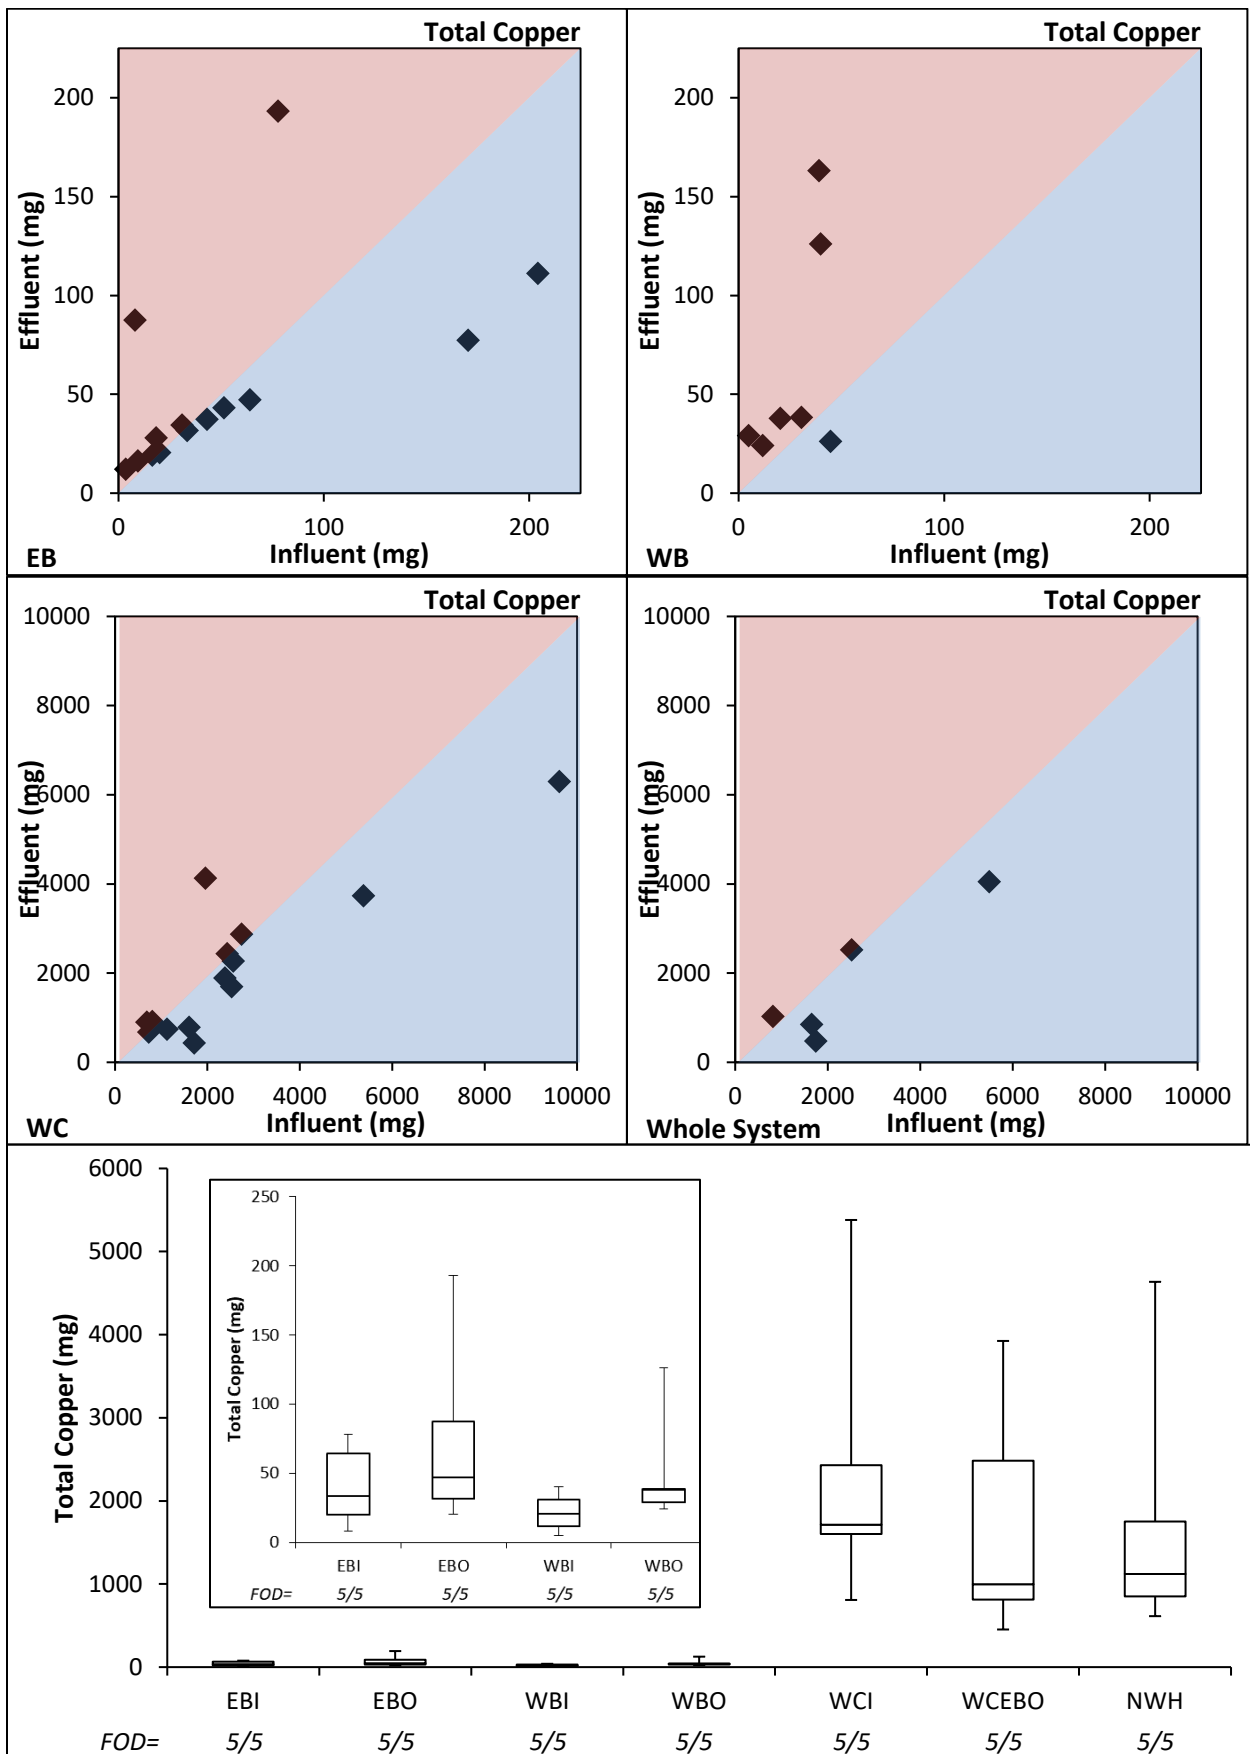 Total Copper
200
150
100
50
0
Effluent (mg)
0 100 200
Influent (mg)
EB
Total Copper
200
150
100
50
0
Effluent (mg)
0 100 200
Influent (mg)
WB
Total Copper
10000
8000
6000
4000
2000
0
Effluent (mg)
0 2000 4000 6000 8000 10000
Influent (mg)
WC
Total Copper
10000
8000
6000
4000
2000
0
Effluent (mg)
0 2000 4000 6000 8000 10000
Influent (mg)
Whole System
6000
5000
4000
3000
2000
1000
0
Total Copper (mg)
250
200
150
100
50
0
Total Copper (mg)
EBI EBO WBI WBO
FOD= 5/5 5/5 5/5 5/5
EBI EBO WBI WBO WCI WCEBO NWH
FOD= 5/5 5/5 5/5 5/5 5/5 5/5 5/5